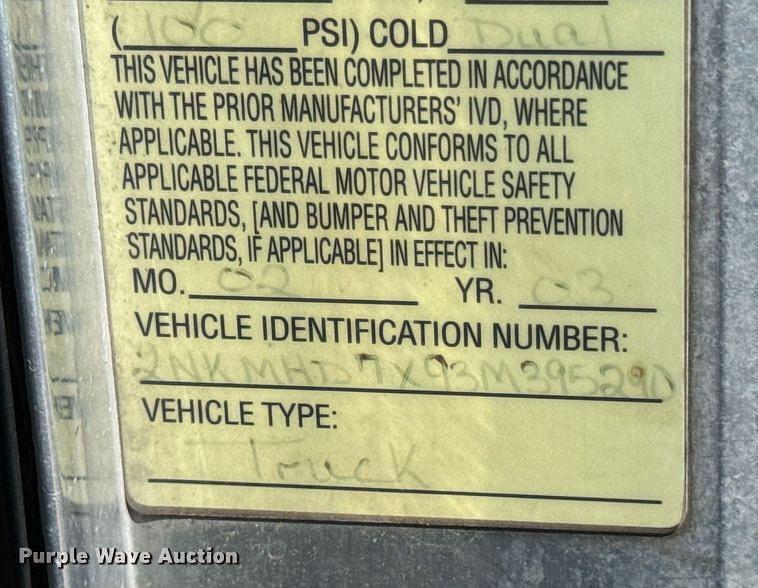 (100 PSI) COLD Dual
THIS VEHICLE HAS BEEN COMPLETED IN ACCORDANCE
WITH THE PRIOR MANUFACTURERS' IVD, WHERE
APPLICABLE. THIS VEHICLE CONFORMS TO ALL
APPLICABLE FEDERAL MOTOR VEHICLE SAFETY
STANDARDS, [AND BUMPER AND THEFT PREVENTION
STANDARDS, IF APPLICABLE] IN EFFECT IN:
MO. 02 YR. 03
VEHICLE IDENTIFICATION NUMBER:
2NKMHD7X93M395290
VEHICLE TYPE:
Truck
Purple Wave Auction